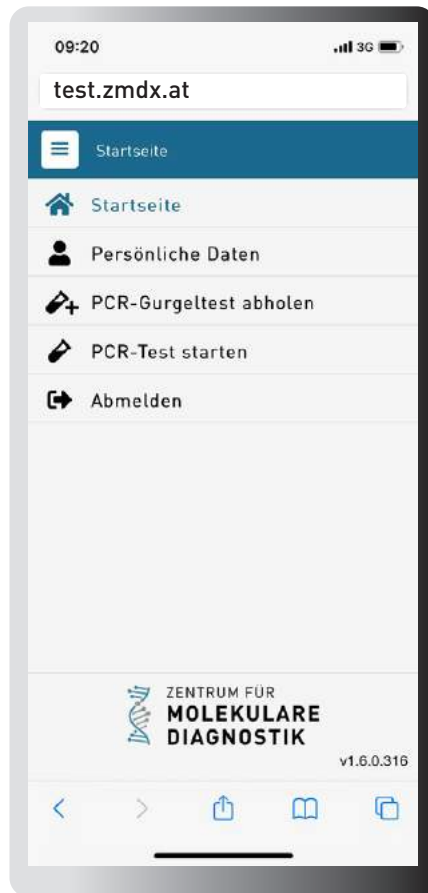 09:20
3G
test.zmdx.at
Startseite
Startseite
Persönliche Daten
PCR-Gurgeltest abholen
PCR-Test starten
Abmelden
ZENTRUM FÜR
MOLEKULARE
DIAGNOSTIK
v1.6.0.316